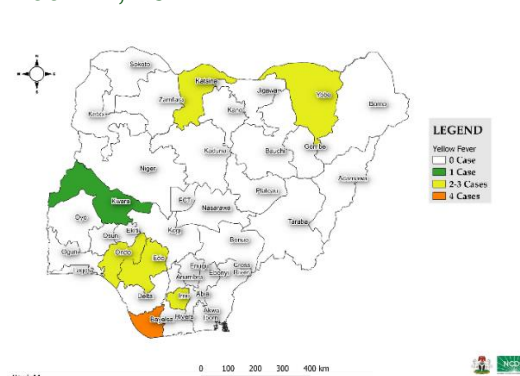 Sokoto
Katsina
Jigawa
Yobe
Borno
Zamfara
Kano
Kebbi
Kaduna
Bauchi
Gombe
Niger
Adamawa
Plateau
Kwara
FCT
Nasarawa
Taraba
Oyo
Osun
Ekiti
Kogi
Benue
Ogun
Ondo
Edo
Lagos
Enugu
Anambra
Ebonyi
Cross
River
Delta
Imo
Abia
Bayelsa
Rivers
Akwa
Ibom
LEGEND
Yellow Fever
0 Case
1 Case
2-3 Cases
4 Cases
0 100 200 300 400 km
NCDC